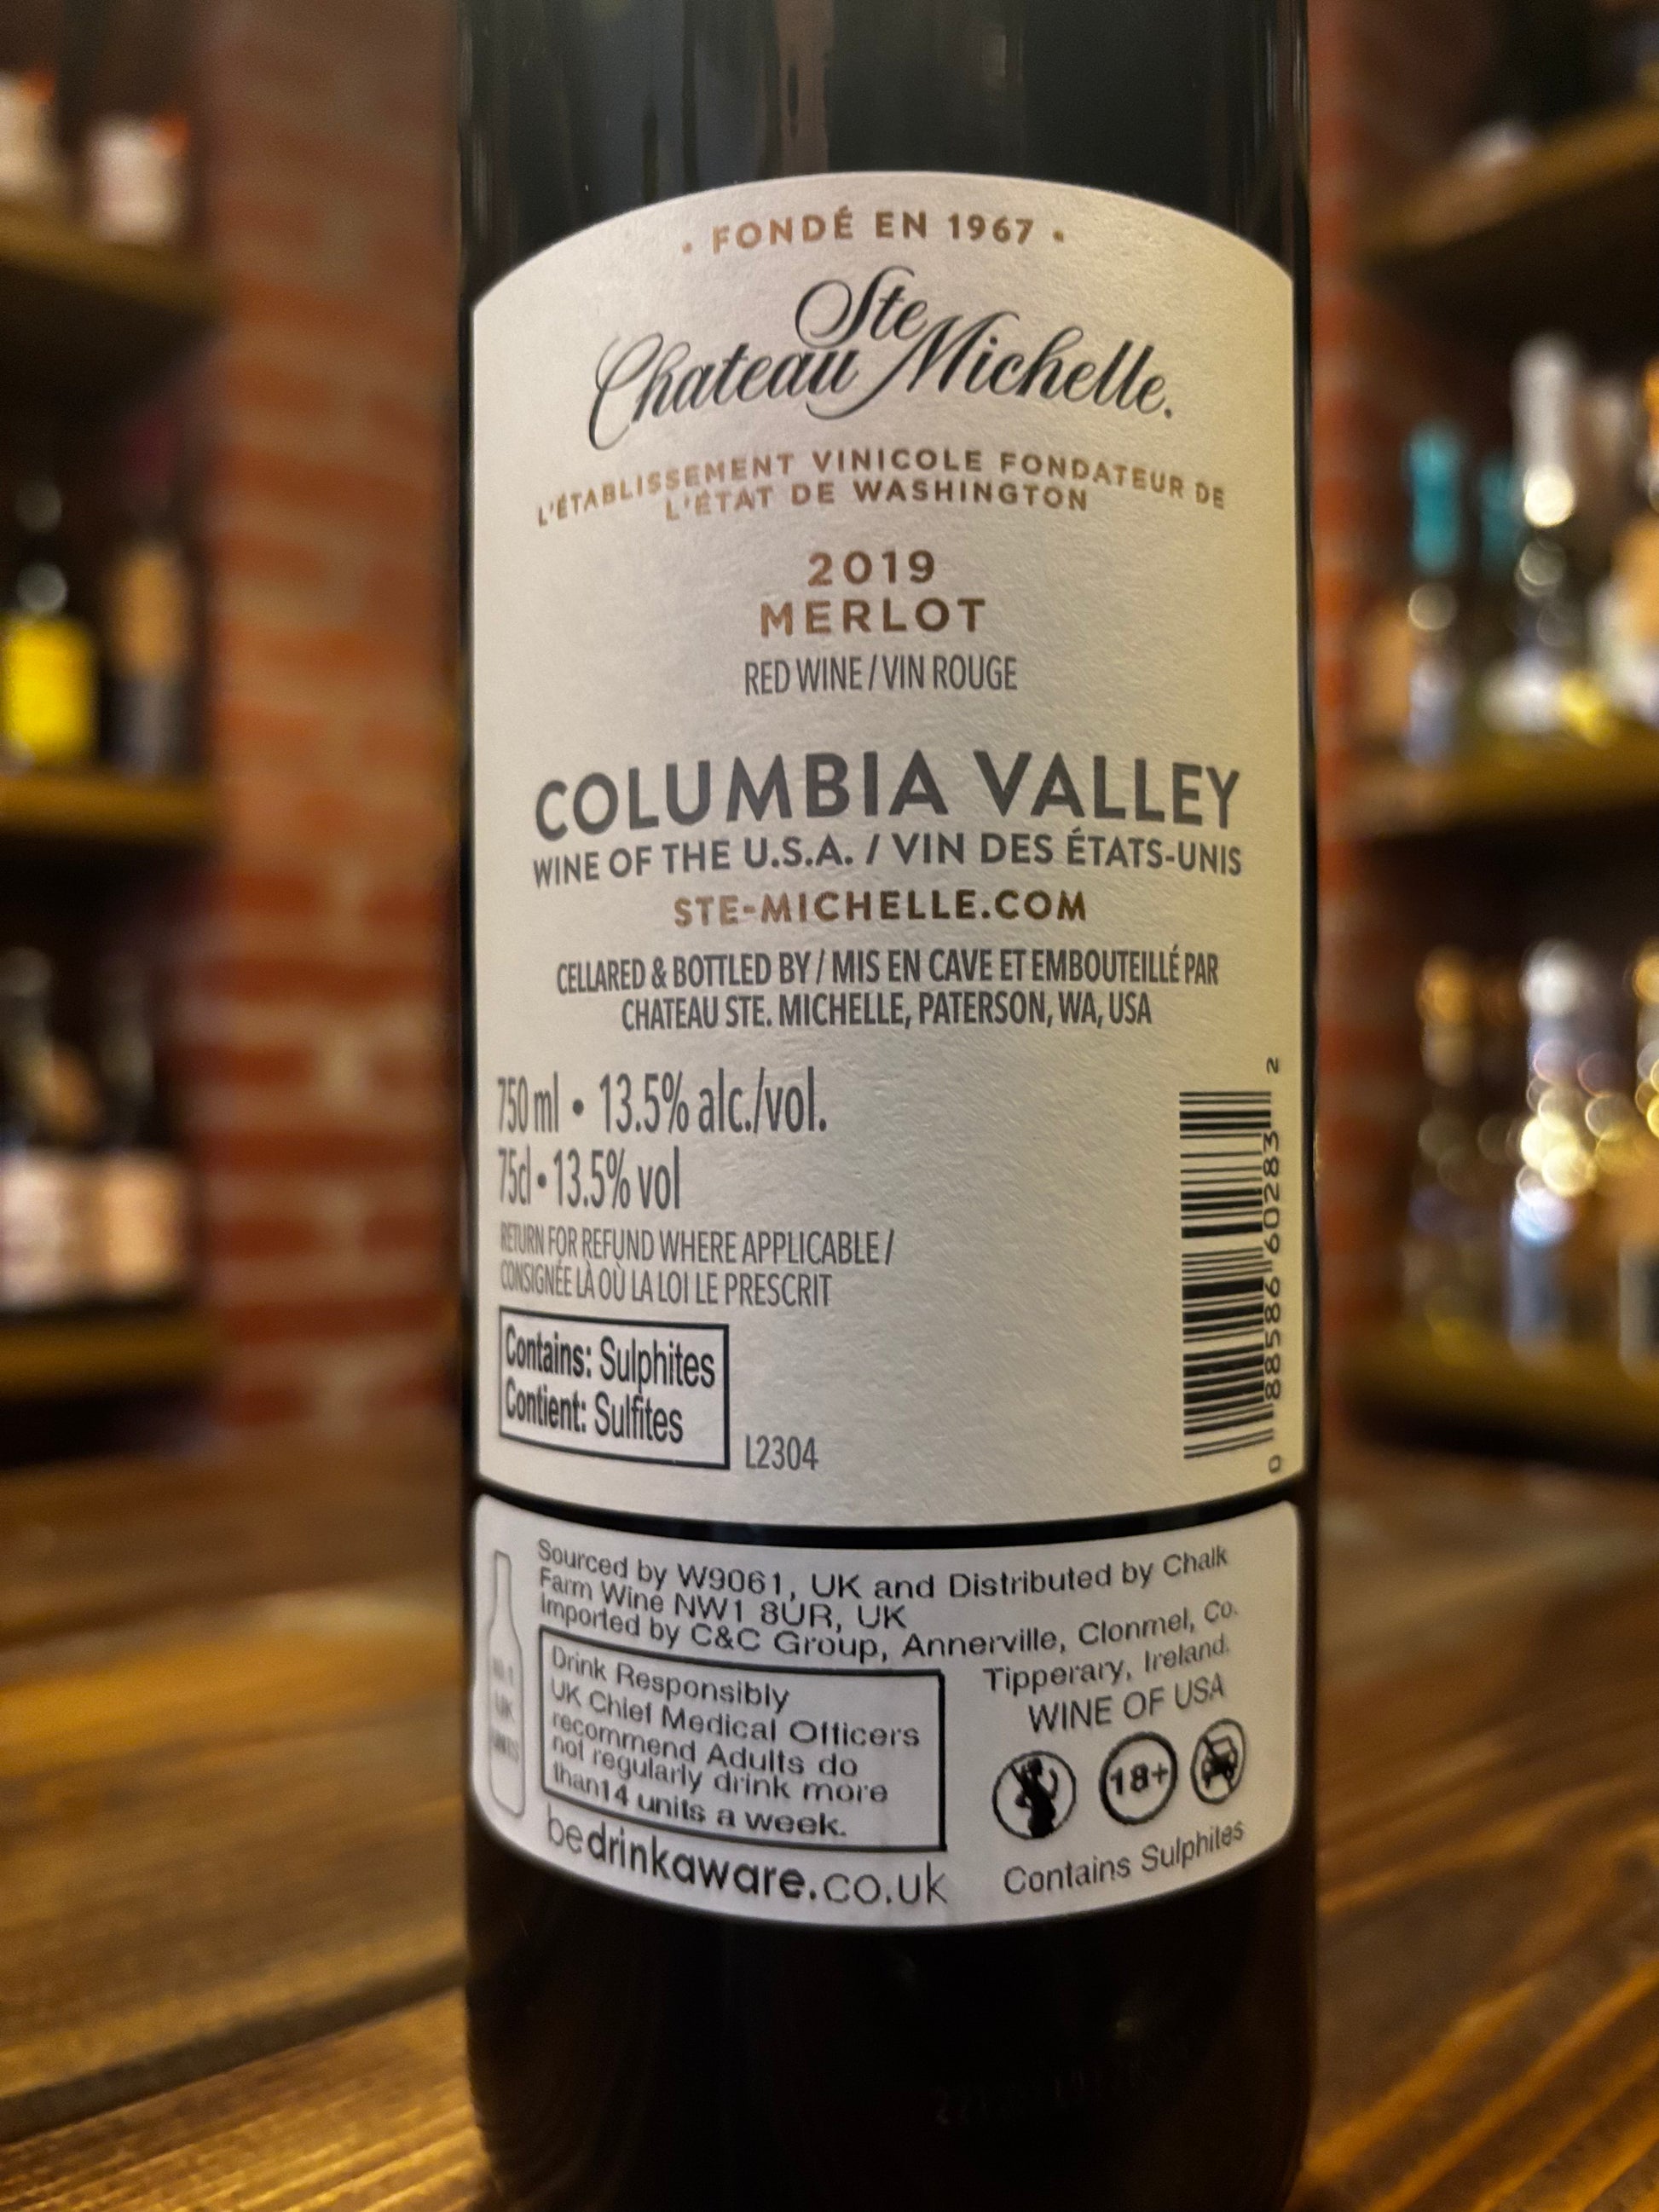 · FONDÉ EN 1967 ·
Chateau Ste Michelle.
L'ÉTABLISSEMENT VINICOLE FONDATEUR DE
L'ÉTAT DE WASHINGTON
2019
MERLOT
RED WINE / VIN ROUGE
COLUMBIA VALLEY
WINE OF THE U.S.A. / VIN DES ÉTATS-UNIS
STE-MICHELLE.COM
CELLARED & BOTTLED BY / MIS EN CAVE ET EMBOUTEILLÉ PAR
CHATEAU STE. MICHELLE, PATERSON, WA, USA
750 ml • 13.5% alc./vol.
75cl • 13.5% vol
RETURN FOR REFUND WHERE APPLICABLE /
CONSIGNÉE LÀ OÙ LA LOI LE PRESCRIT
Contains: Sulphites
Contient: Sulfites
L2304
0 88586 60283 2
Sourced by W9061, UK and Distributed by Chalk
Farm Wine NW1 8UR, UK
Imported by C&C Group, Annerville, Clonmel, Co.
Tipperary, Ireland.
WINE OF USA
Drink Responsibly
UK Chief Medical Officers
recommend Adults do
not regularly drink more
than14 units a week.
18+
bedrinkaware.co.uk
Contains Sulphites
UK